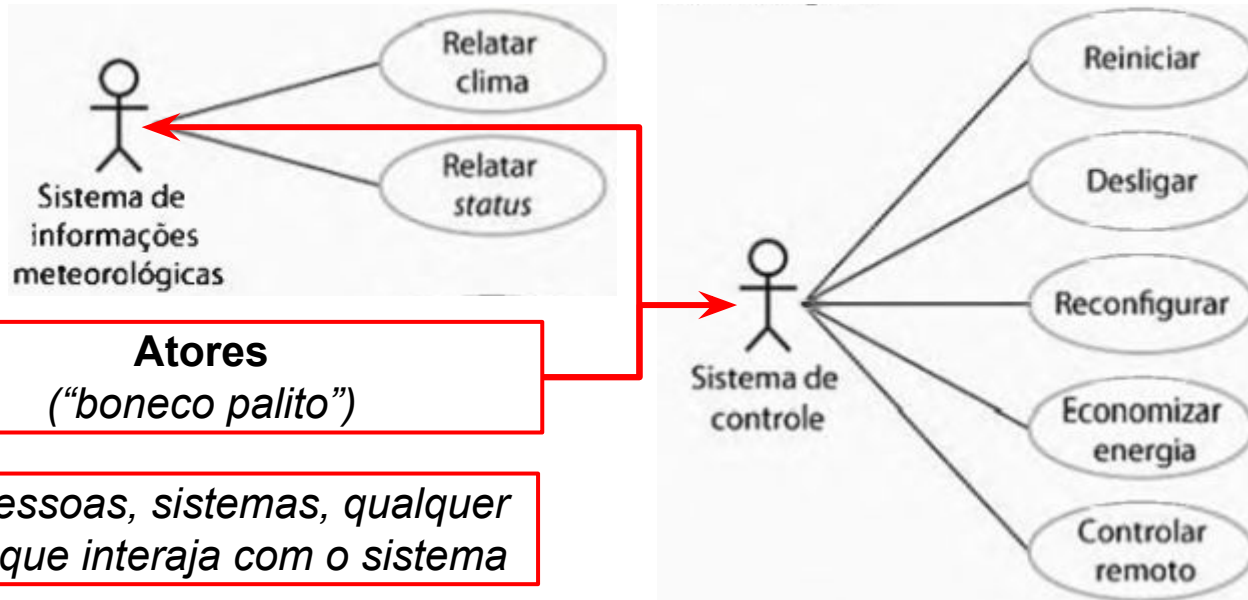 Relatar
clima
Relatar
status
Sistema de
informações
meteorológicas
Atores
(“boneco palito”)
essoas, sistemas, qualquer
que interaja com o sistema
Reiniciar
Desligar
Reconfigurar
Economizar
energia
Controlar
remoto
Sistema de
controle